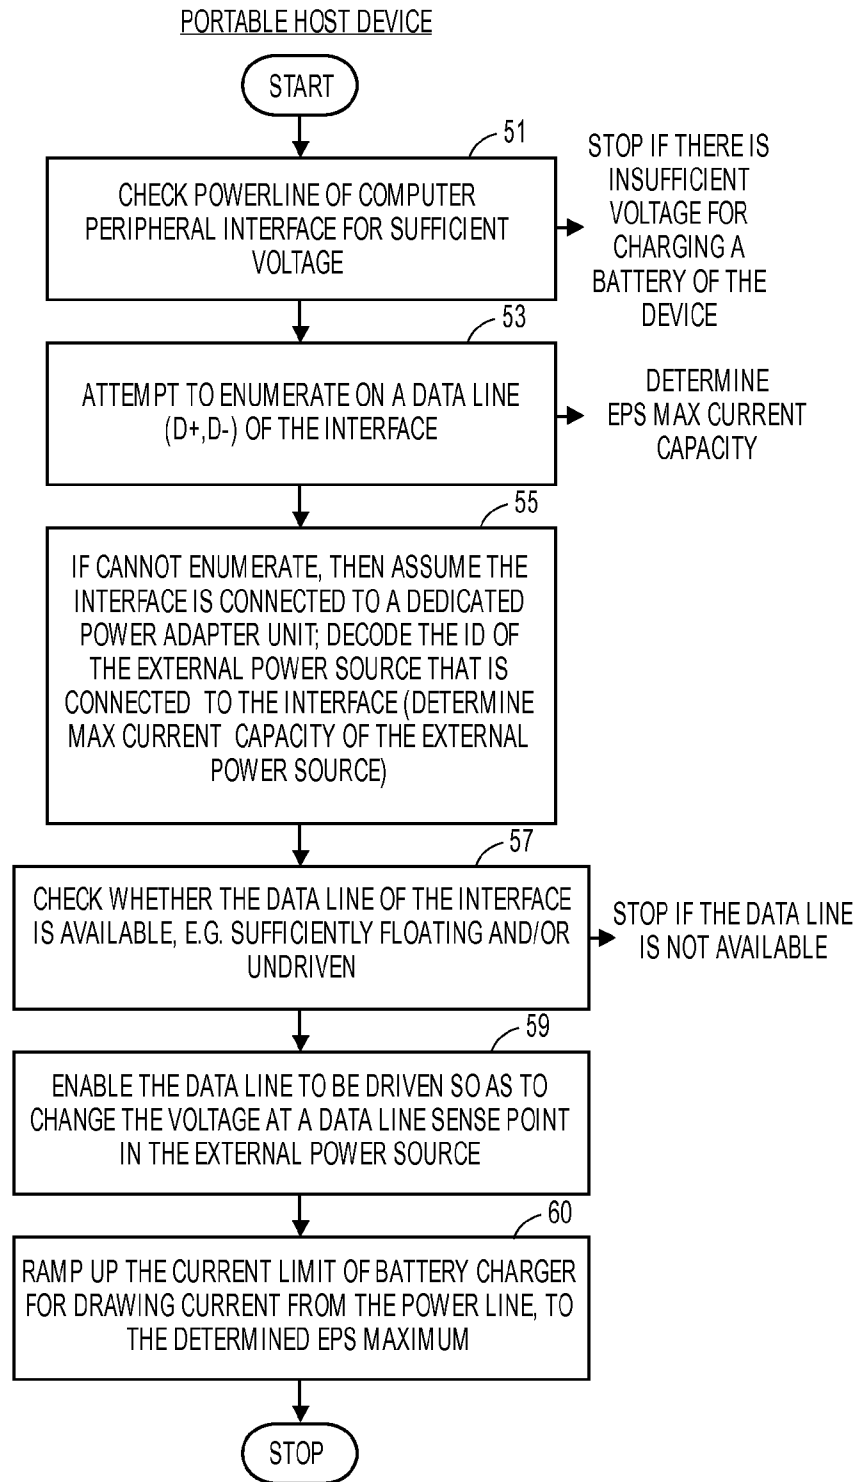 PORTABLE HOST DEVICE
START
51
CHECK POWERLINE OF COMPUTER
PERIPHERAL INTERFACE FOR SUFFICIENT
VOLTAGE
STOP IF THERE IS
INSUFFICIENT
VOLTAGE FOR
CHARGING A
BATTERY OF THE
DEVICE
53
ATTEMPT TO ENUMERATE ON A DATA LINE
(D+,D-) OF THE INTERFACE
DETERMINE
EPS MAX CURRENT
CAPACITY
55
IF CANNOT ENUMERATE, THEN ASSUME THE
INTERFACE IS CONNECTED TO A DEDICATED
POWER ADAPTER UNIT; DECODE THE ID OF
THE EXTERNAL POWER SOURCE THAT IS
CONNECTED TO THE INTERFACE (DETERMINE
MAX CURRENT CAPACITY OF THE EXTERNAL
POWER SOURCE)
57
CHECK WHETHER THE DATA LINE OF THE INTERFACE
IS AVAILABLE, E.G. SUFFICIENTLY FLOATING AND/OR
UNDRIVEN
STOP IF THE DATA LINE
IS NOT AVAILABLE
59
ENABLE THE DATA LINE TO BE DRIVEN SO AS TO
CHANGE THE VOLTAGE AT A DATA LINE SENSE POINT
IN THE EXTERNAL POWER SOURCE
60
RAMP UP THE CURRENT LIMIT OF BATTERY CHARGER
FOR DRAWING CURRENT FROM THE POWER LINE, TO
THE DETERMINED EPS MAXIMUM
STOP